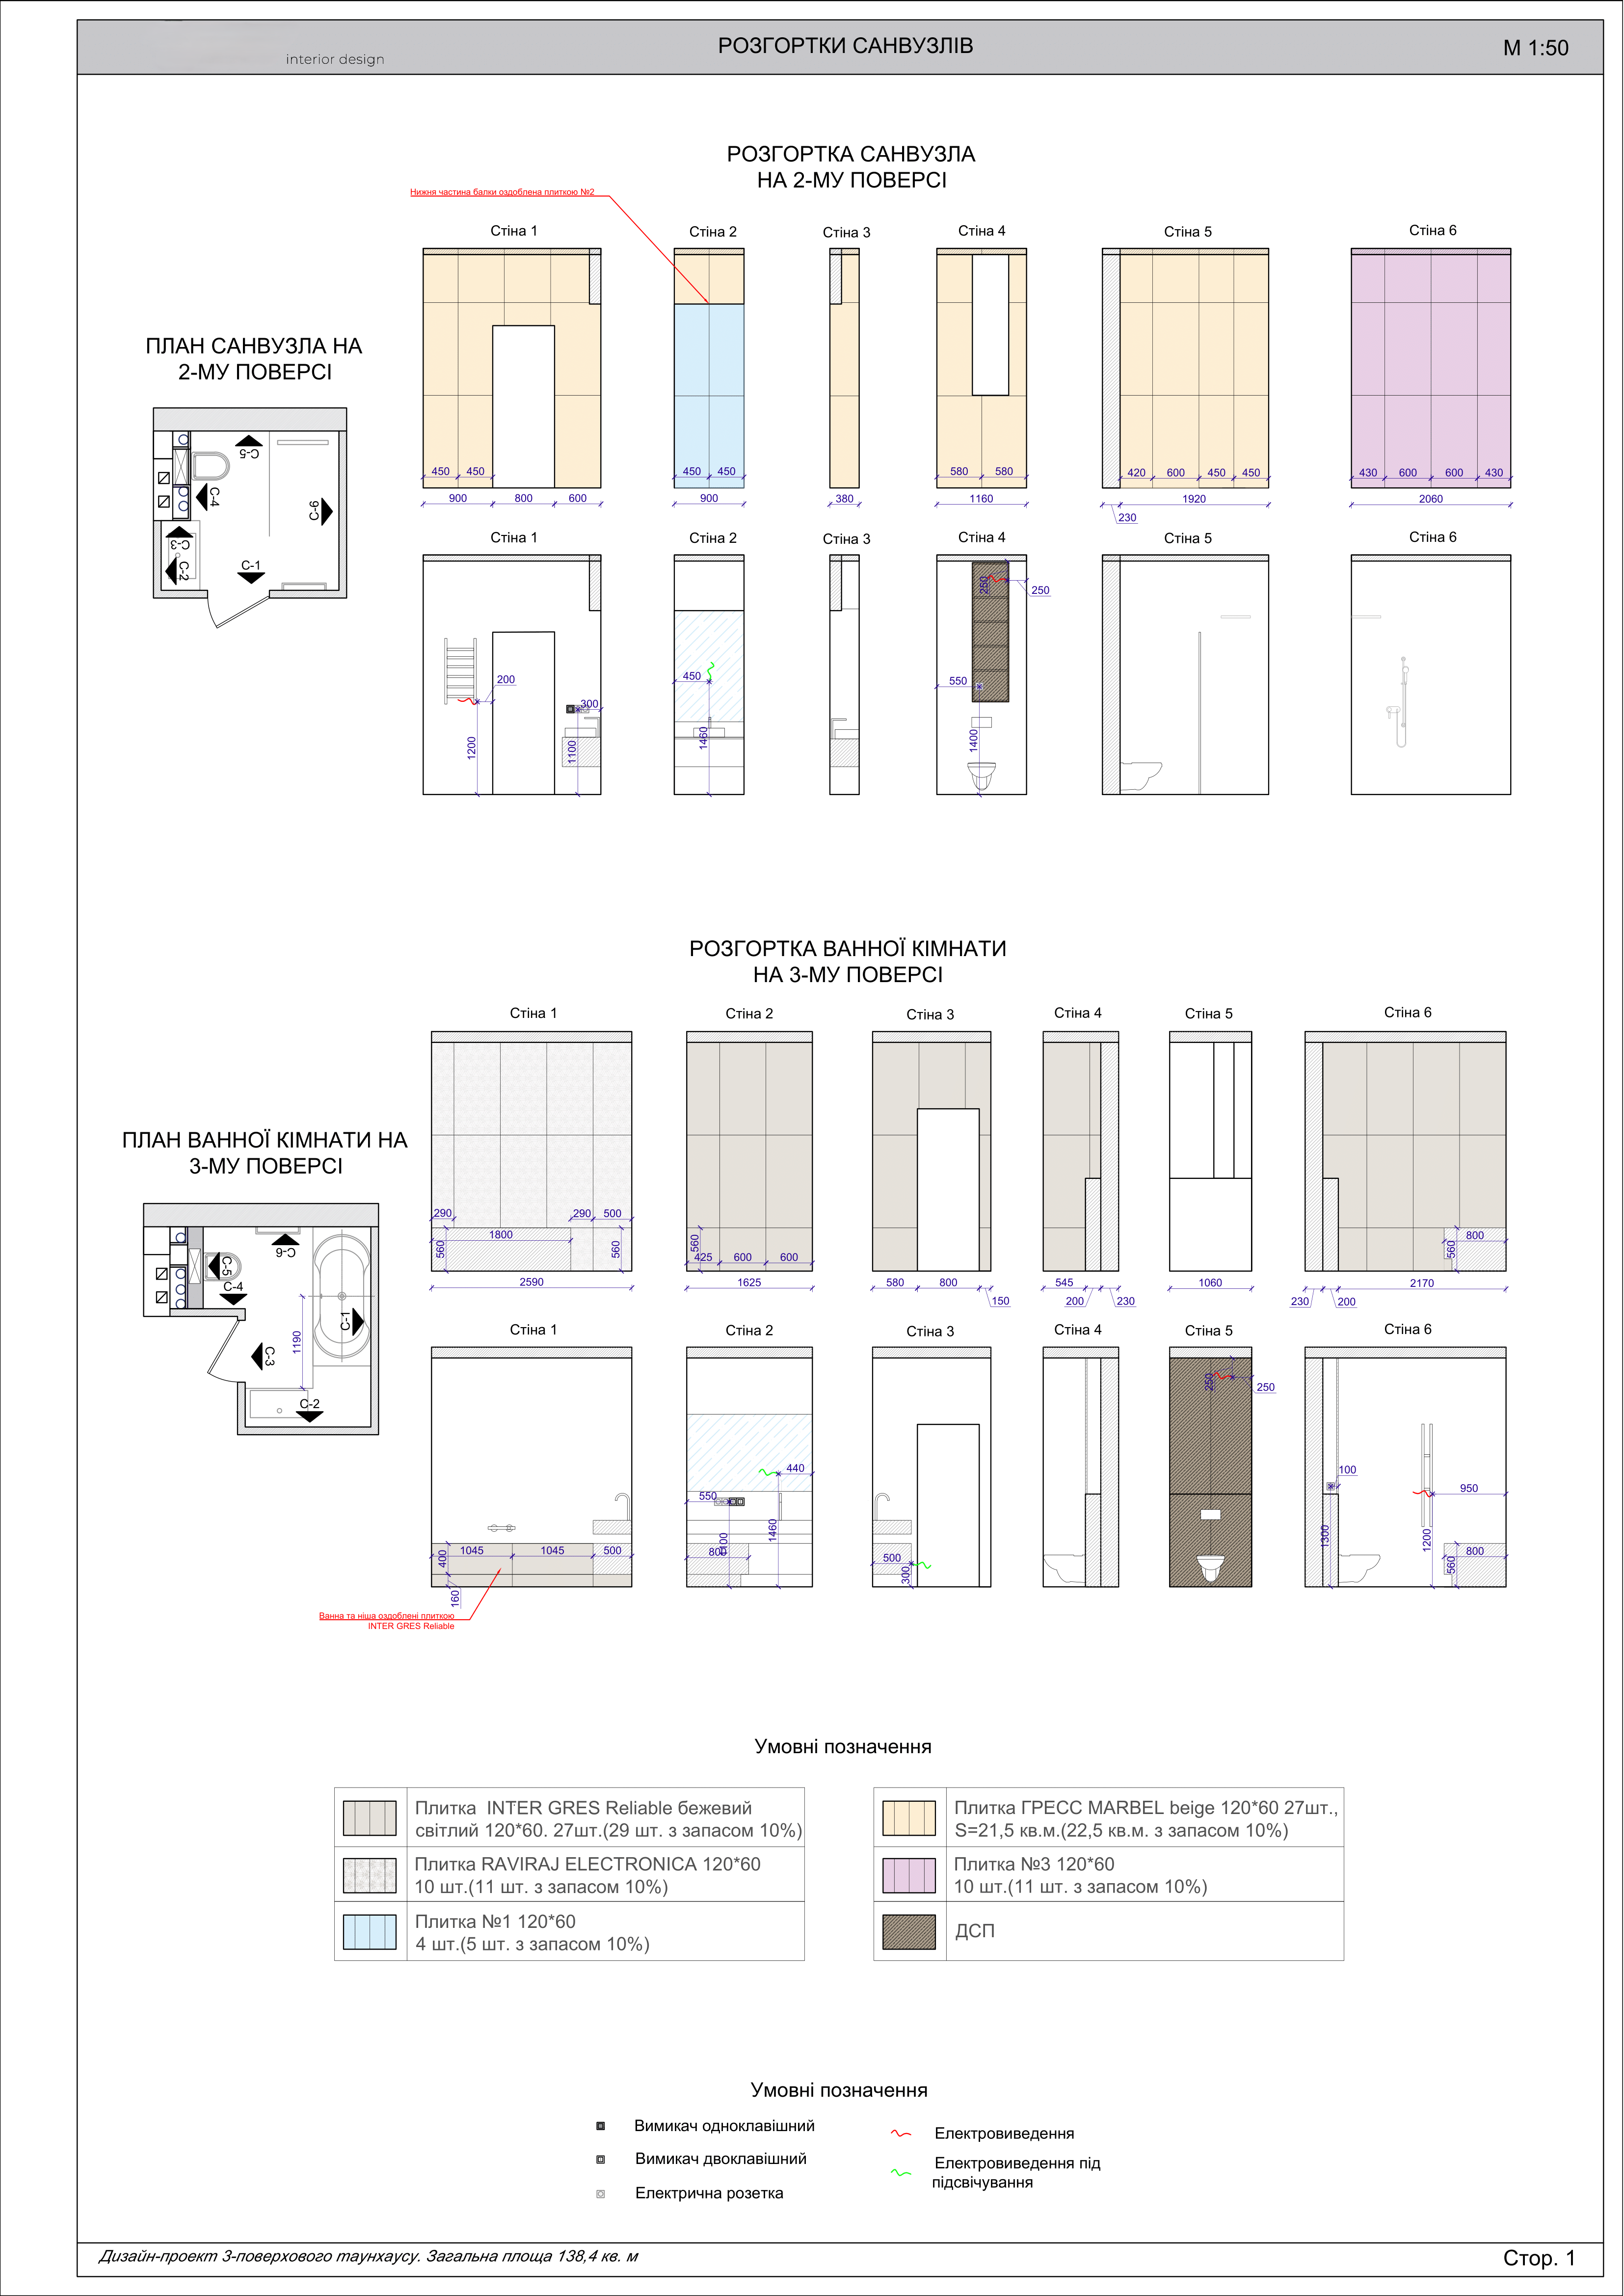 interior design
РОЗГОРТКИ САНВУЗЛІВ
М 1:50
РОЗГОРТКА САНВУЗЛА
НА 2-МУ ПОВЕРСІ
Нижня частина балки оздоблена плиткою №2
Стіна 1
Стіна 2
Стіна 3
Стіна 4
Стіна 5
Стіна 6
ПЛАН САНВУЗЛА НА
2-МУ ПОВЕРСІ
С-5
С-4
С-6
С-3
С-2
С-1
450 450
450 450
580 580
420 600 450 450
430 600 600 430
900 800 600
900
380
1160
230
1920
2060
Стіна 1
Стіна 2
Стіна 3
Стіна 4
Стіна 5
Стіна 6
200
1200
300
1100
450
1460
250
250
550
1400
РОЗГОРТКА ВАННОЇ КІМНАТИ
НА 3-МУ ПОВЕРСІ
Стіна 1
Стіна 2
Стіна 3
Стіна 4
Стіна 5
Стіна 6
ПЛАН ВАННОЇ КІМНАТИ НА
3-МУ ПОВЕРСІ
С-6
С-5
С-4
С-1
1190
С-3
С-2
290
290 500
1800
560
560
2590
560
425 600 600
1625
580 800
150
545
200
230
1060
800
560
230
200
2170
Стіна 1
Стіна 2
Стіна 3
Стіна 4
Стіна 5
Стіна 6
400
1045 1045 500
160
Ванна та ніша оздоблені плиткою
INTER GRES Reliable
440
550
1100
1460
800
500
300
250
250
100
1300
950
1200
800
560
Умовні позначення
Плитка INTER GRES Reliable бежевий
світлий 120*60. 27шт.(29 шт. з запасом 10%)
Плитка RAVIRAJ ELECTRONICA 120*60
10 шт.(11 шт. з запасом 10%)
Плитка №1 120*60
4 шт.(5 шт. з запасом 10%)
Плитка ГРЕСС MARBEL beige 120*60 27шт.,
S=21,5 кв.м.(22,5 кв.м. з запасом 10%)
Плитка №3 120*60
10 шт.(11 шт. з запасом 10%)
ДСП
Умовні позначення
Вимикач одноклавішний
Вимикач двоклавішний
Електрична розетка
Електровиведення
Електровиведення під
підсвічування
Дизайн-проект 3-поверхового таунхаусу. Загальна площа 138,4 кв. м
Стор. 1